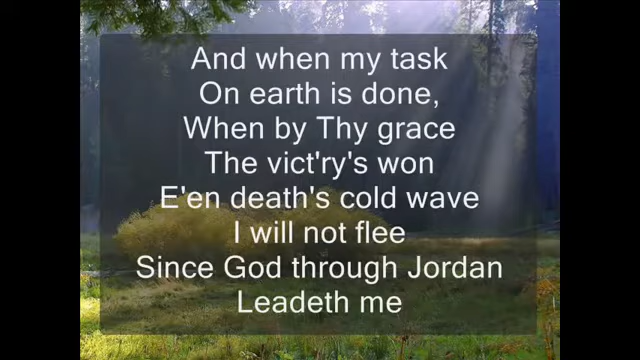 And when my task
On earth is done,
When by Thy grace
The vict'ry's won
E'en death's cold wave
I will not flee
Since God through Jordan
Leadeth me